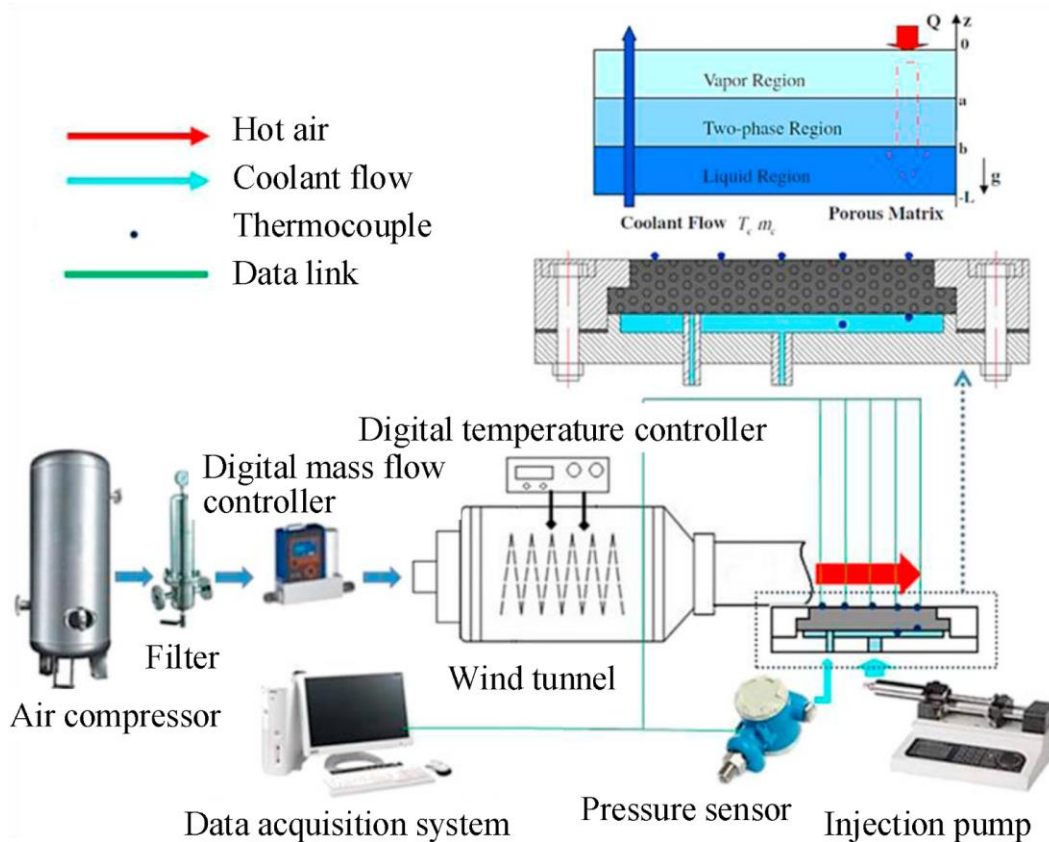 Q z
0
Vapor Region
a
Two-phase Region
b
Liquid Region
g
-L
Coolant Flow T_c m_c
Porous Matrix
Hot air
Coolant flow
Thermocouple
Data link
Digital temperature controller
Digital mass flow
controller
Filter
Air compressor
Wind tunnel
Data acquisition system
Pressure sensor
Injection pump